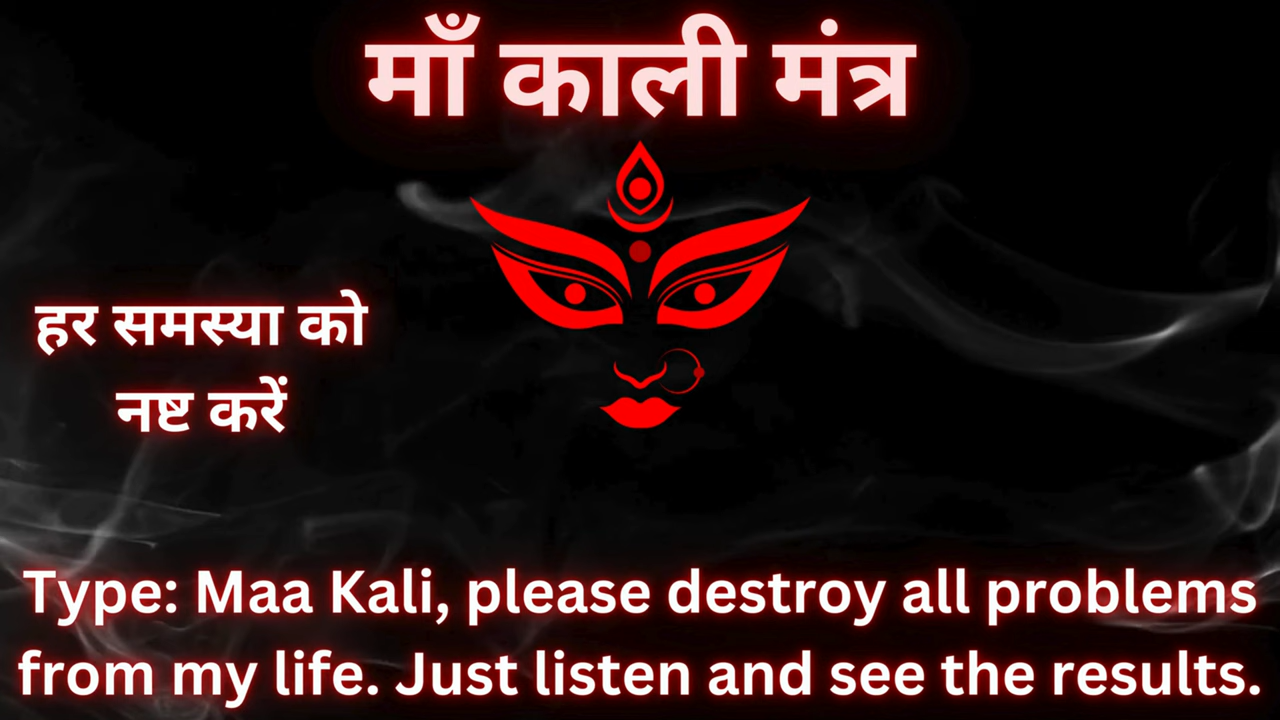 माँ काली मंत्र
हर समस्या को
नष्ट करें
Type: Maa Kali, please destroy all problems
from my life. Just listen and see the results.